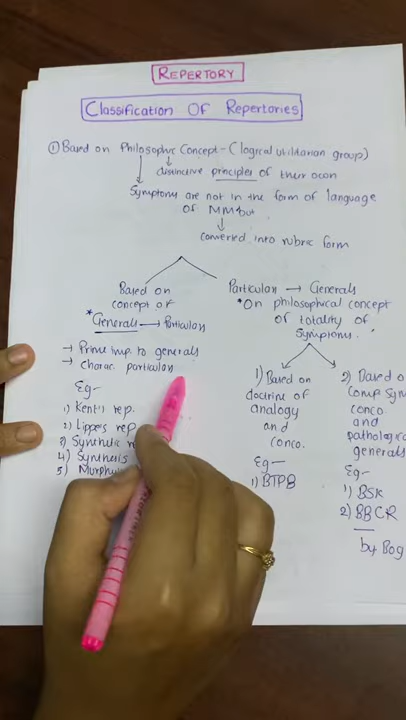 REPERTORY
Classification OF Repertories
① Based on Philosophic Concept - (logical utilitarian group)
distinctive principles of their own
Symptoms are not in the form of language
of MM but
converted into rubric form
Based on
concept of
*Generals → Particulars
→ Prime imp. to generals
→ Charac. particulars
Eg-
1) Kent's rep.
2) Lippe's rep
3) Synthetic
4) Synthesis
5) Murphy
Particulars → Generals
*On philosophical concept
of totality of
symptoms.
1) Based on
doctrine of
analogy
and
conco.
Eg-
1) BTPB
2) Based o
Comp sym
conco.
and
pathologica
generals
Eg-
1) BSK
2) BBCR
by Bog